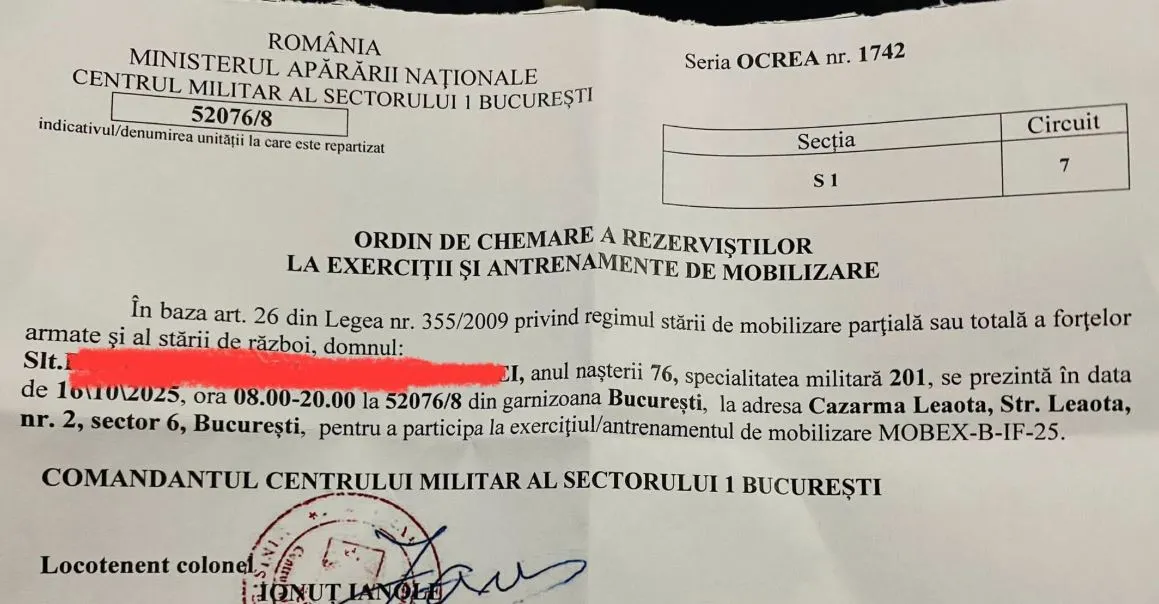 ROMÂNIA
MINISTERUL APĂRĂRII NAȚIONALE
CENTRUL MILITAR AL SECTORULUI 1 BUCUREȘTI
52076/8
indicativul/denumirea unității la care este repartizat
Seria OCREA nr. 1742
Secția Circuit
S 1 7
ORDIN DE CHEMARE A REZERVIȘTILOR
LA EXERCIȚII ȘI ANTRENAMENTE DE MOBILIZARE
În baza art. 26 din Legea nr. 355/2009 privind regimul stării de mobilizare parțială sau totală a forțelor
armate și al stării de război, domnul:
Slt. EI, anul nașterii 76, specialitatea militară 201, se prezintă în data
de 16\10\2025, ora 08.00-20.00 la 52076/8 din garnizoana București, la adresa Cazarma Leaota, Str. Leaota,
nr. 2, sector 6, București, pentru a participa la exercițiul/antrenamentul de mobilizare MOBEX-B-IF-25.
COMANDANTUL CENTRULUI MILITAR AL SECTORULUI 1 BUCUREȘTI
Locotenent colonel
IONUȚ IANOLE